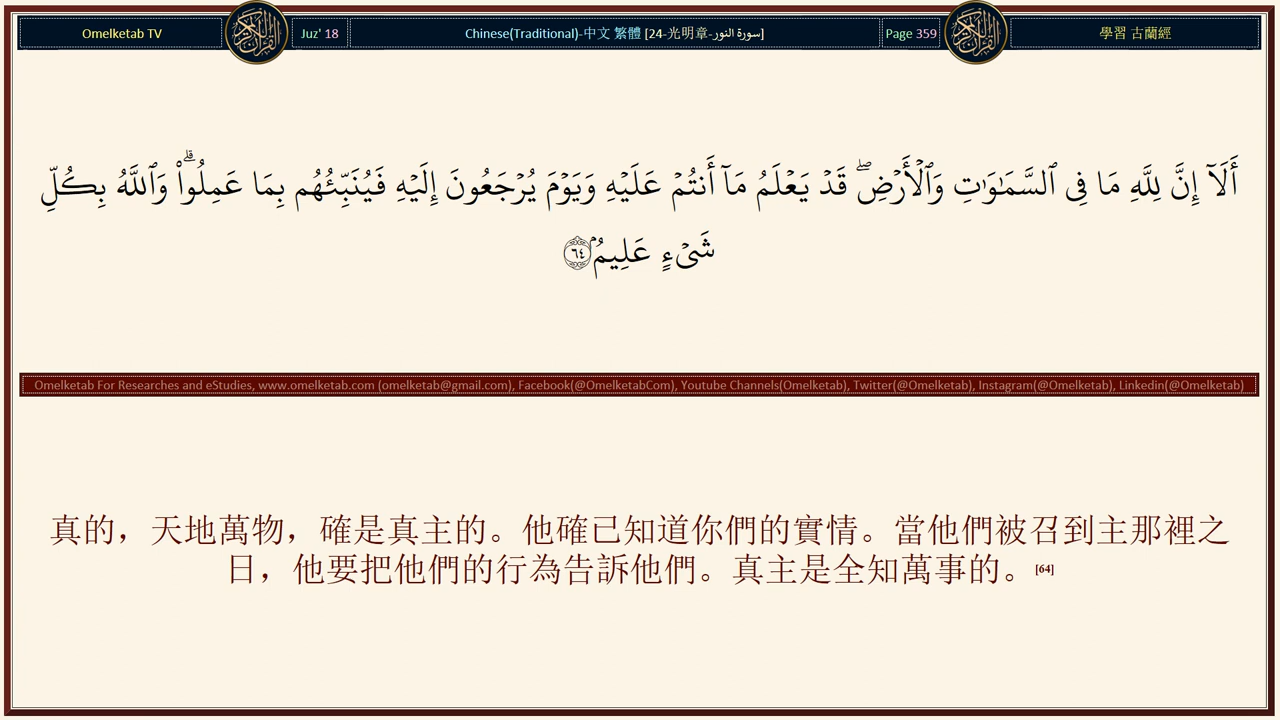 Omelketab TV
Juz' 18
Chinese(Traditional)-中文 繁體 [24-光明章-سورة النور]
Page 359
學習 古蘭經
أَلَآ إِنَّ لِلَّهِ مَا فِى ٱلسَّمَـٰوَٰتِ وَٱلْأَرْضِ ۖ قَدْ يَعْلَمُ مَآ أَنتُمْ عَلَيْهِ وَيَوْمَ يُرْجَعُونَ إِلَيْهِ فَيُنَبِّئُهُم بِمَا عَمِلُوا۟ ۗ وَٱللَّهُ بِكُلِّ
شَىْءٍ عَلِيمٌۢ ٦٤
Omelketab For Researches and eStudies, www.omelketab.com (omelketab@gmail.com), Facebook(@OmelketabCom), Youtube Channels(Omelketab), Twitter(@Omelketab), Instagram(@Omelketab), Linkedin(@Omelketab)
真的，天地萬物，確是真主的。他確已知道你們的實情。當他們被召到主那裡之
日，他要把他們的行為告訴他們。真主是全知萬事的。[64]